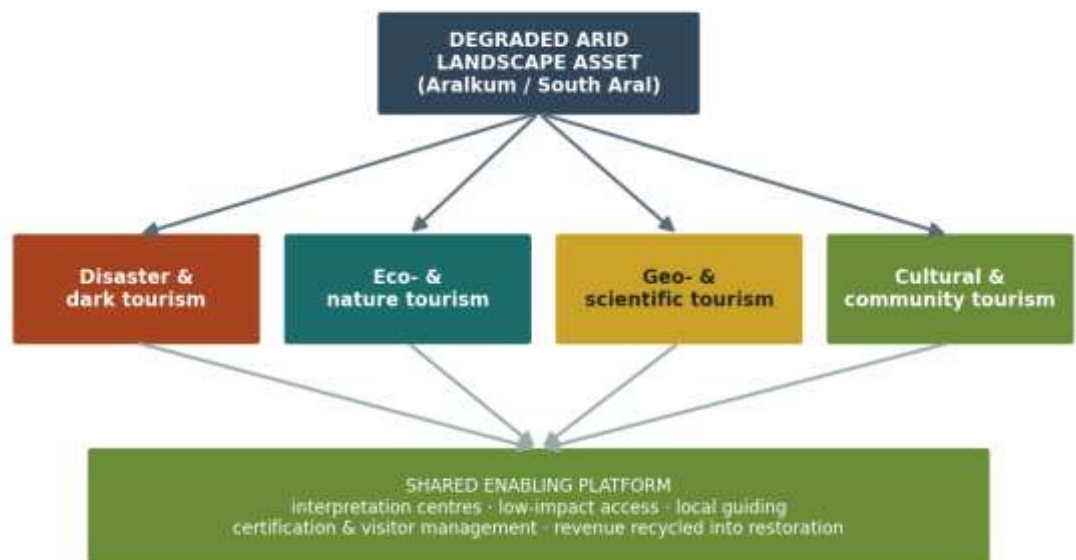 DEGRADED ARID
LANDSCAPE ASSET
(Aralkum / South Aral)
Disaster &
dark tourism
Eco- &
nature tourism
Geo- &
scientific tourism
Cultural &
community tourism
SHARED ENABLING PLATFORM
interpretation centres · low-impact access · local guiding
certification & visitor management · revenue recycled into restoration